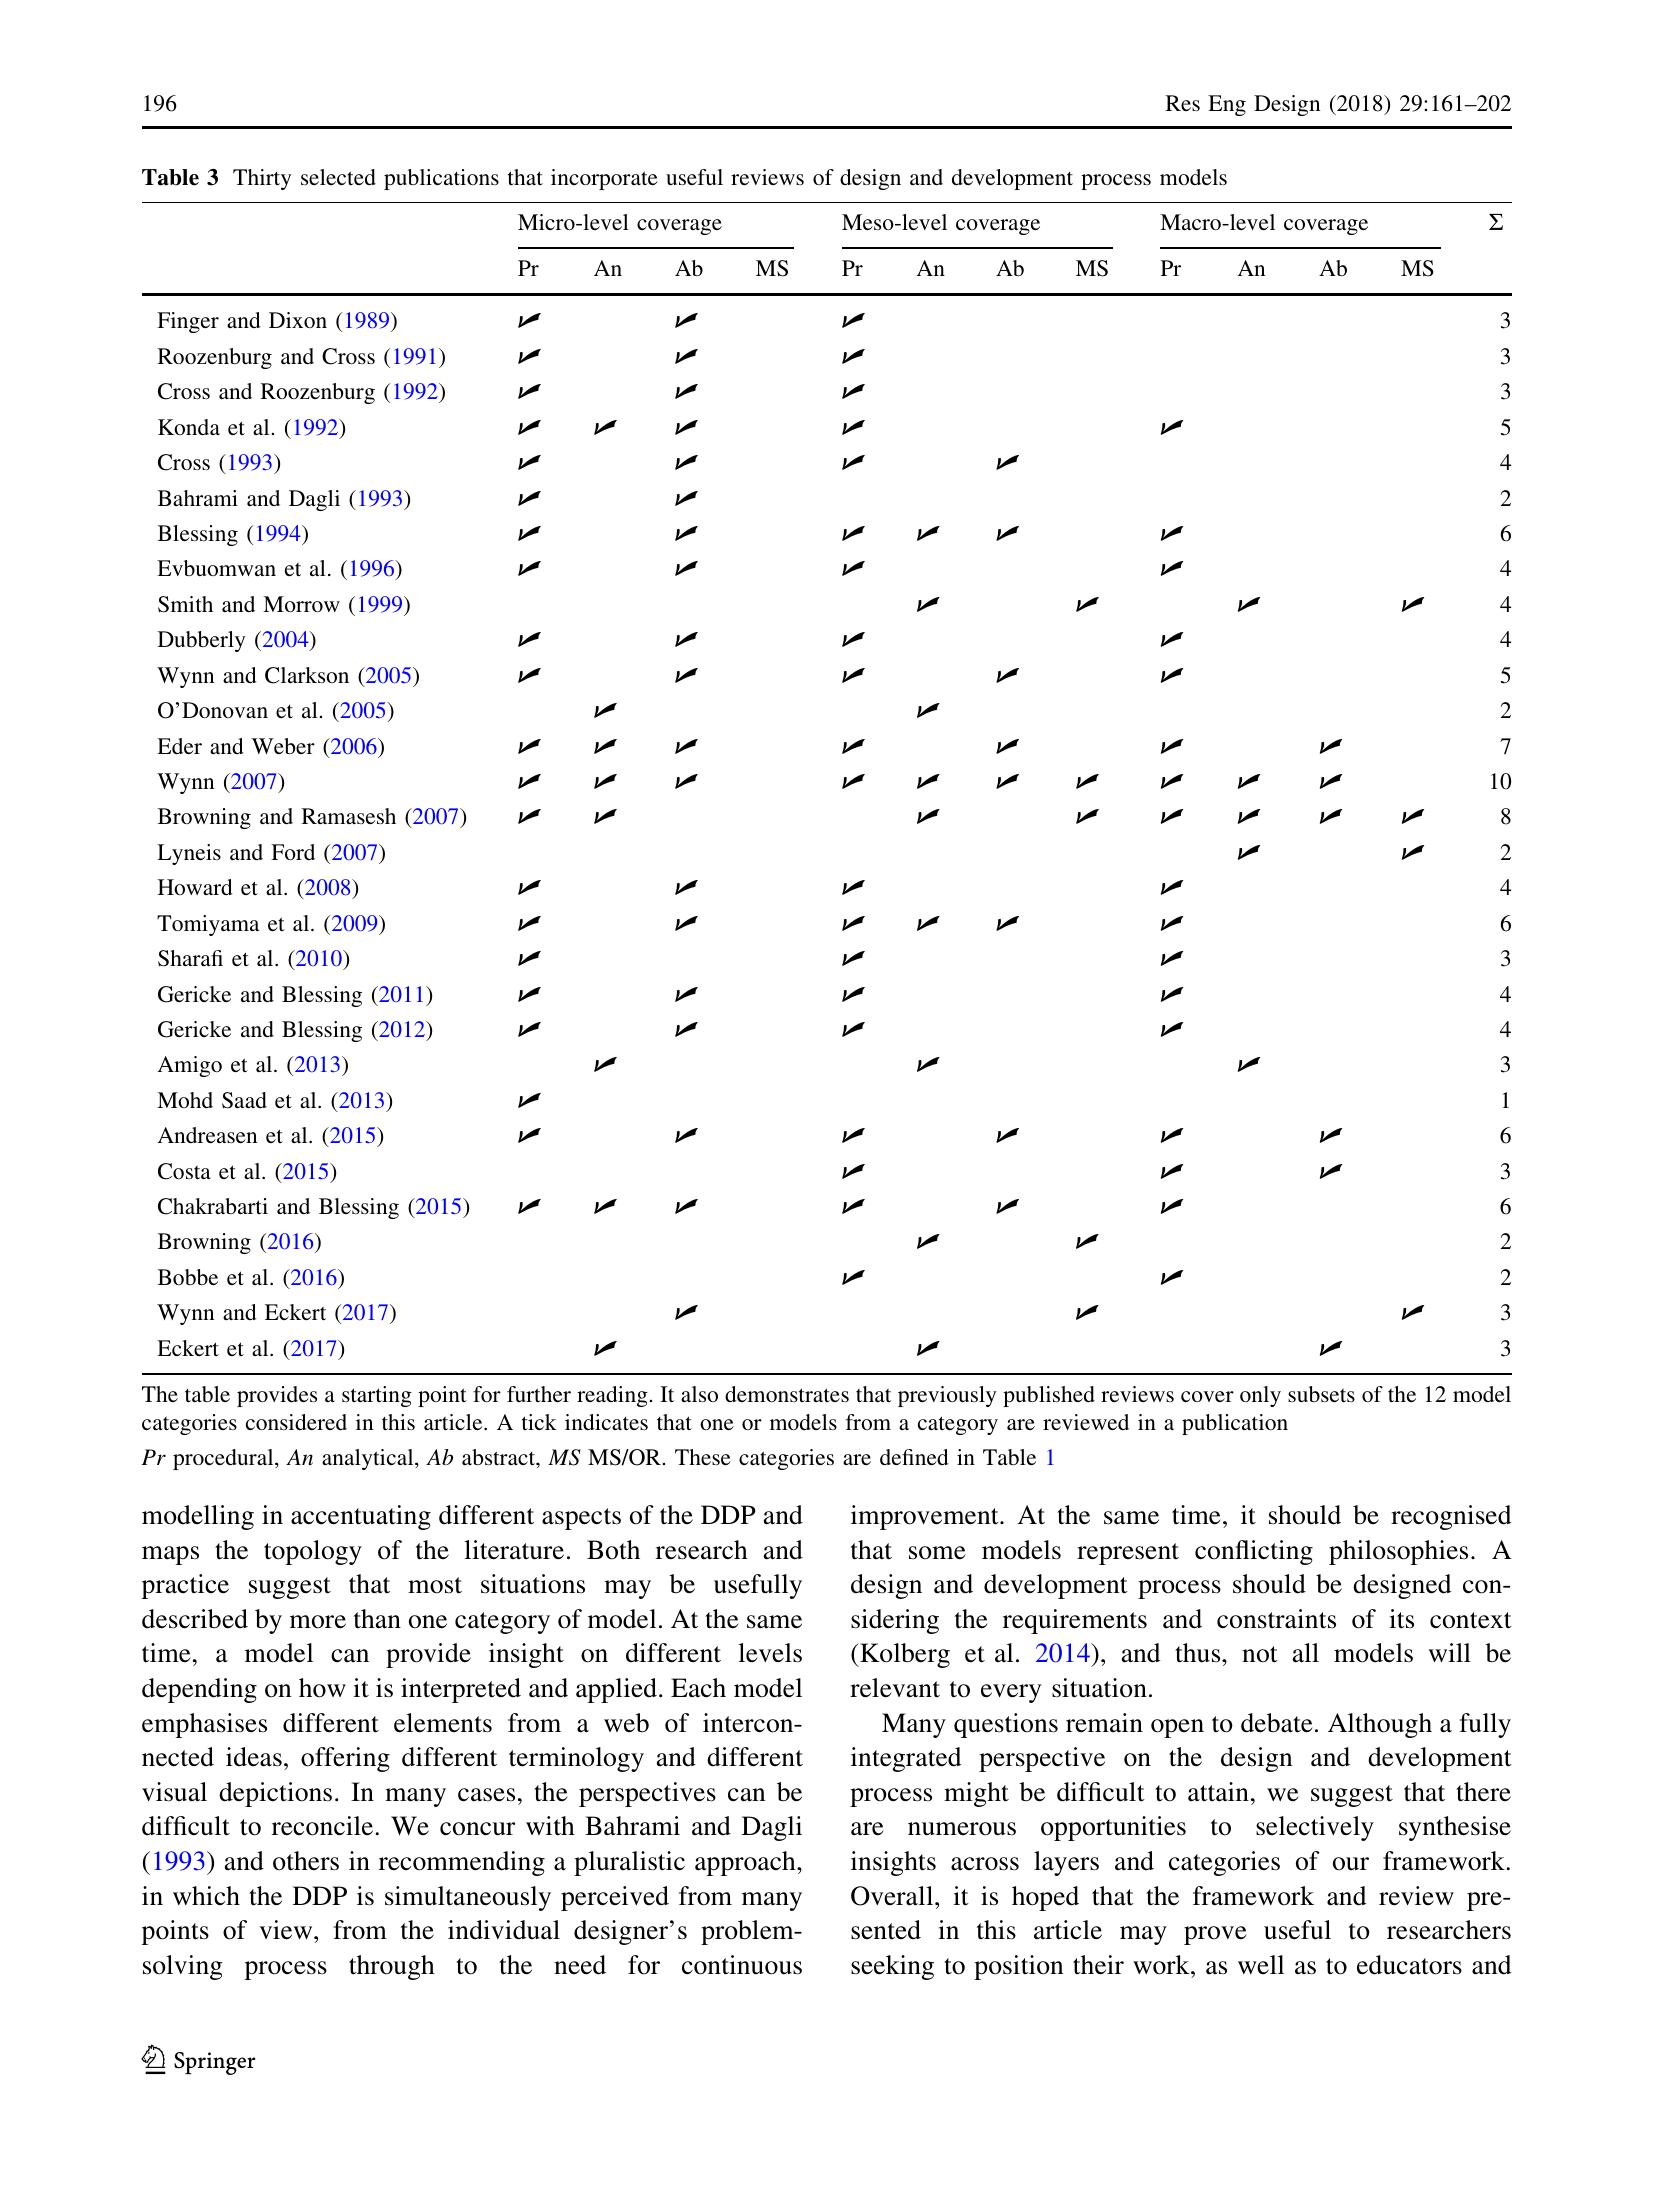 196
Res Eng Design (2018) 29:161–202
Table 3 Thirty selected publications that incorporate useful reviews of design and development process models
Micro-level coverage Meso-level coverage Macro-level coverage Σ
Pr An Ab MS Pr An Ab MS Pr An Ab MS
Finger and Dixon (1989) ✓ ✓ ✓ 3
Roozenburg and Cross (1991) ✓ ✓ ✓ 3
Cross and Roozenburg (1992) ✓ ✓ ✓ 3
Konda et al. (1992) ✓ ✓ ✓ ✓ ✓ 5
Cross (1993) ✓ ✓ ✓ ✓ 4
Bahrami and Dagli (1993) ✓ ✓ 2
Blessing (1994) ✓ ✓ ✓ ✓ ✓ ✓ 6
Evbuomwan et al. (1996) ✓ ✓ ✓ ✓ 4
Smith and Morrow (1999) ✓ ✓ ✓ ✓ 4
Dubberly (2004) ✓ ✓ ✓ ✓ 4
Wynn and Clarkson (2005) ✓ ✓ ✓ ✓ ✓ 5
O’Donovan et al. (2005) ✓ ✓ 2
Eder and Weber (2006) ✓ ✓ ✓ ✓ ✓ ✓ ✓ 7
Wynn (2007) ✓ ✓ ✓ ✓ ✓ ✓ ✓ ✓ ✓ ✓ 10
Browning and Ramasesh (2007) ✓ ✓ ✓ ✓ ✓ ✓ ✓ ✓ 8
Lyneis and Ford (2007) ✓ ✓ 2
Howard et al. (2008) ✓ ✓ ✓ ✓ 4
Tomiyama et al. (2009) ✓ ✓ ✓ ✓ ✓ ✓ 6
Sharafi et al. (2010) ✓ ✓ ✓ 3
Gericke and Blessing (2011) ✓ ✓ ✓ ✓ 4
Gericke and Blessing (2012) ✓ ✓ ✓ ✓ 4
Amigo et al. (2013) ✓ ✓ ✓ 3
Mohd Saad et al. (2013) ✓ 1
Andreasen et al. (2015) ✓ ✓ ✓ ✓ ✓ ✓ 6
Costa et al. (2015) ✓ ✓ ✓ 3
Chakrabarti and Blessing (2015) ✓ ✓ ✓ ✓ ✓ ✓ 6
Browning (2016) ✓ ✓ 2
Bobbe et al. (2016) ✓ ✓ 2
Wynn and Eckert (2017) ✓ ✓ ✓ 3
Eckert et al. (2017) ✓ ✓ ✓ 3
The table provides a starting point for further reading. It also demonstrates that previously published reviews cover only subsets of the 12 model
categories considered in this article. A tick indicates that one or models from a category are reviewed in a publication
Pr procedural, An analytical, Ab abstract, MS MS/OR. These categories are defined in Table 1
modelling in accentuating different aspects of the DDP and
maps the topology of the literature. Both research and
practice suggest that most situations may be usefully
described by more than one category of model. At the same
time, a model can provide insight on different levels
depending on how it is interpreted and applied. Each model
emphasises different elements from a web of intercon-
nected ideas, offering different terminology and different
visual depictions. In many cases, the perspectives can be
difficult to reconcile. We concur with Bahrami and Dagli
(1993) and others in recommending a pluralistic approach,
in which the DDP is simultaneously perceived from many
points of view, from the individual designer’s problem-
solving process through to the need for continuous
improvement. At the same time, it should be recognised
that some models represent conflicting philosophies. A
design and development process should be designed con-
sidering the requirements and constraints of its context
(Kolberg et al. 2014), and thus, not all models will be
relevant to every situation.
Many questions remain open to debate. Although a fully
integrated perspective on the design and development
process might be difficult to attain, we suggest that there
are numerous opportunities to selectively synthesise
insights across layers and categories of our framework.
Overall, it is hoped that the framework and review pre-
sented in this article may prove useful to researchers
seeking to position their work, as well as to educators and
Springer